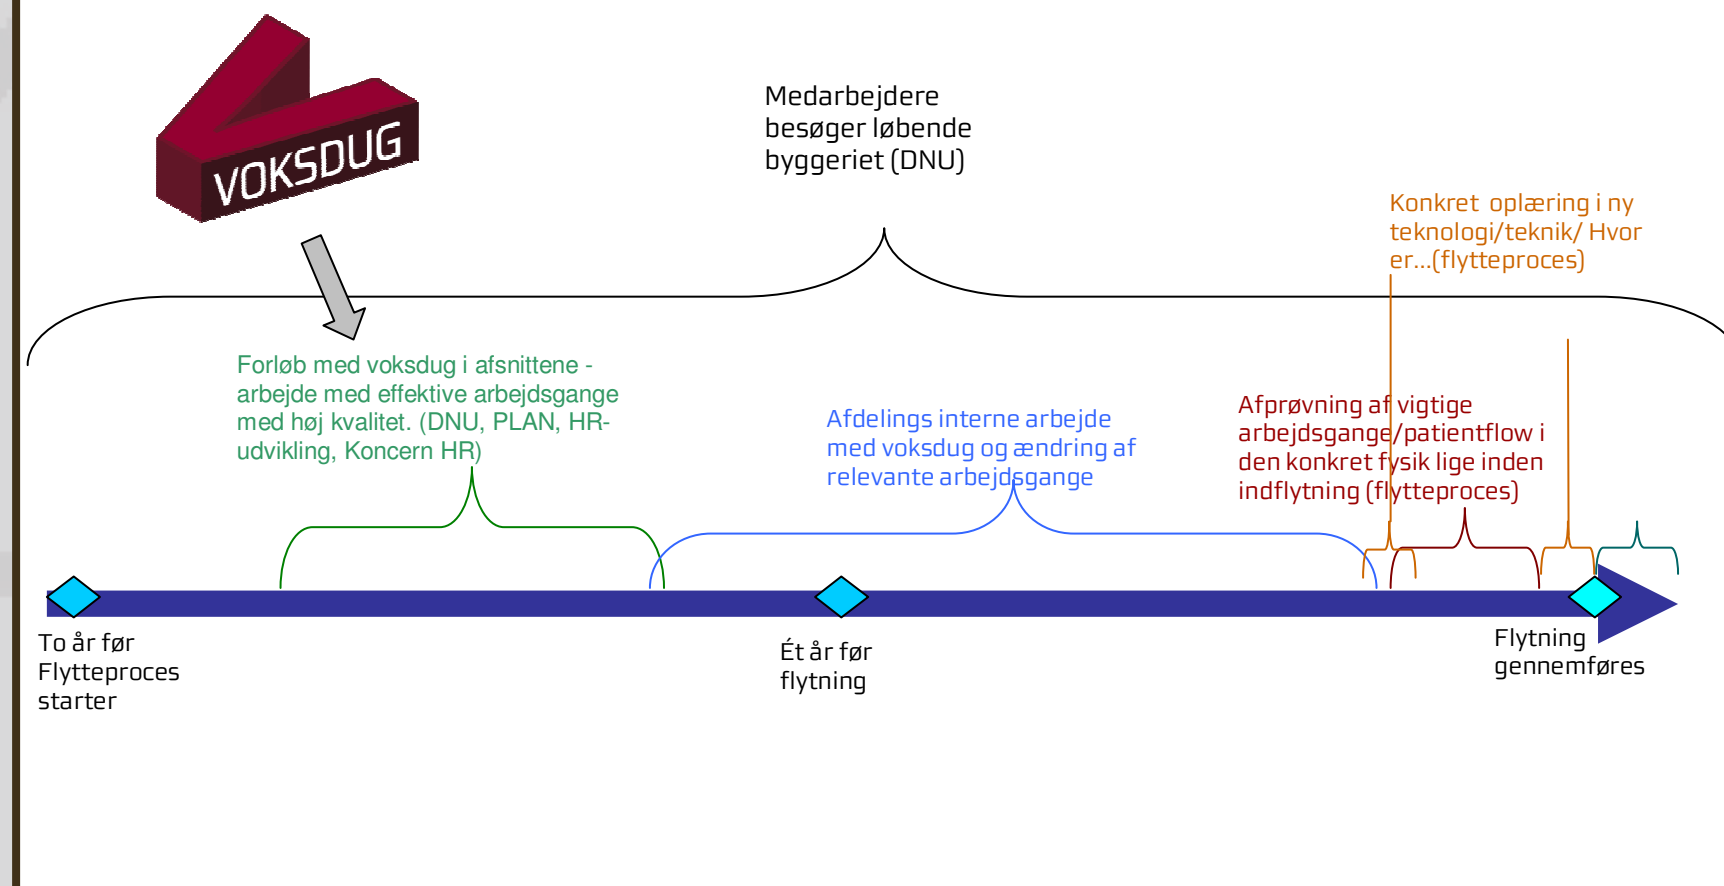 VOKSDUG
Medarbejdere
besøger løbende
byggeriet (DNU)
Konkret oplæring i ny
teknologi/teknik/ Hvor
er...(flytteproces)
Forløb med voksdug i afsnittene -
arbejde med effektive arbejdsgange
med høj kvalitet. (DNU, PLAN, HR-
udvikling, Koncern HR)
Afdelings interne arbejde
med voksdug og ændring af
relevante arbejdsgange
Afprøvning af vigtige
arbejdsgange/patientflow i
den konkret fysik lige inden
indflytning (flytteproces)
To år før
Flytteproces
starter
Ét år før
flytning
Flytning
gennemføres